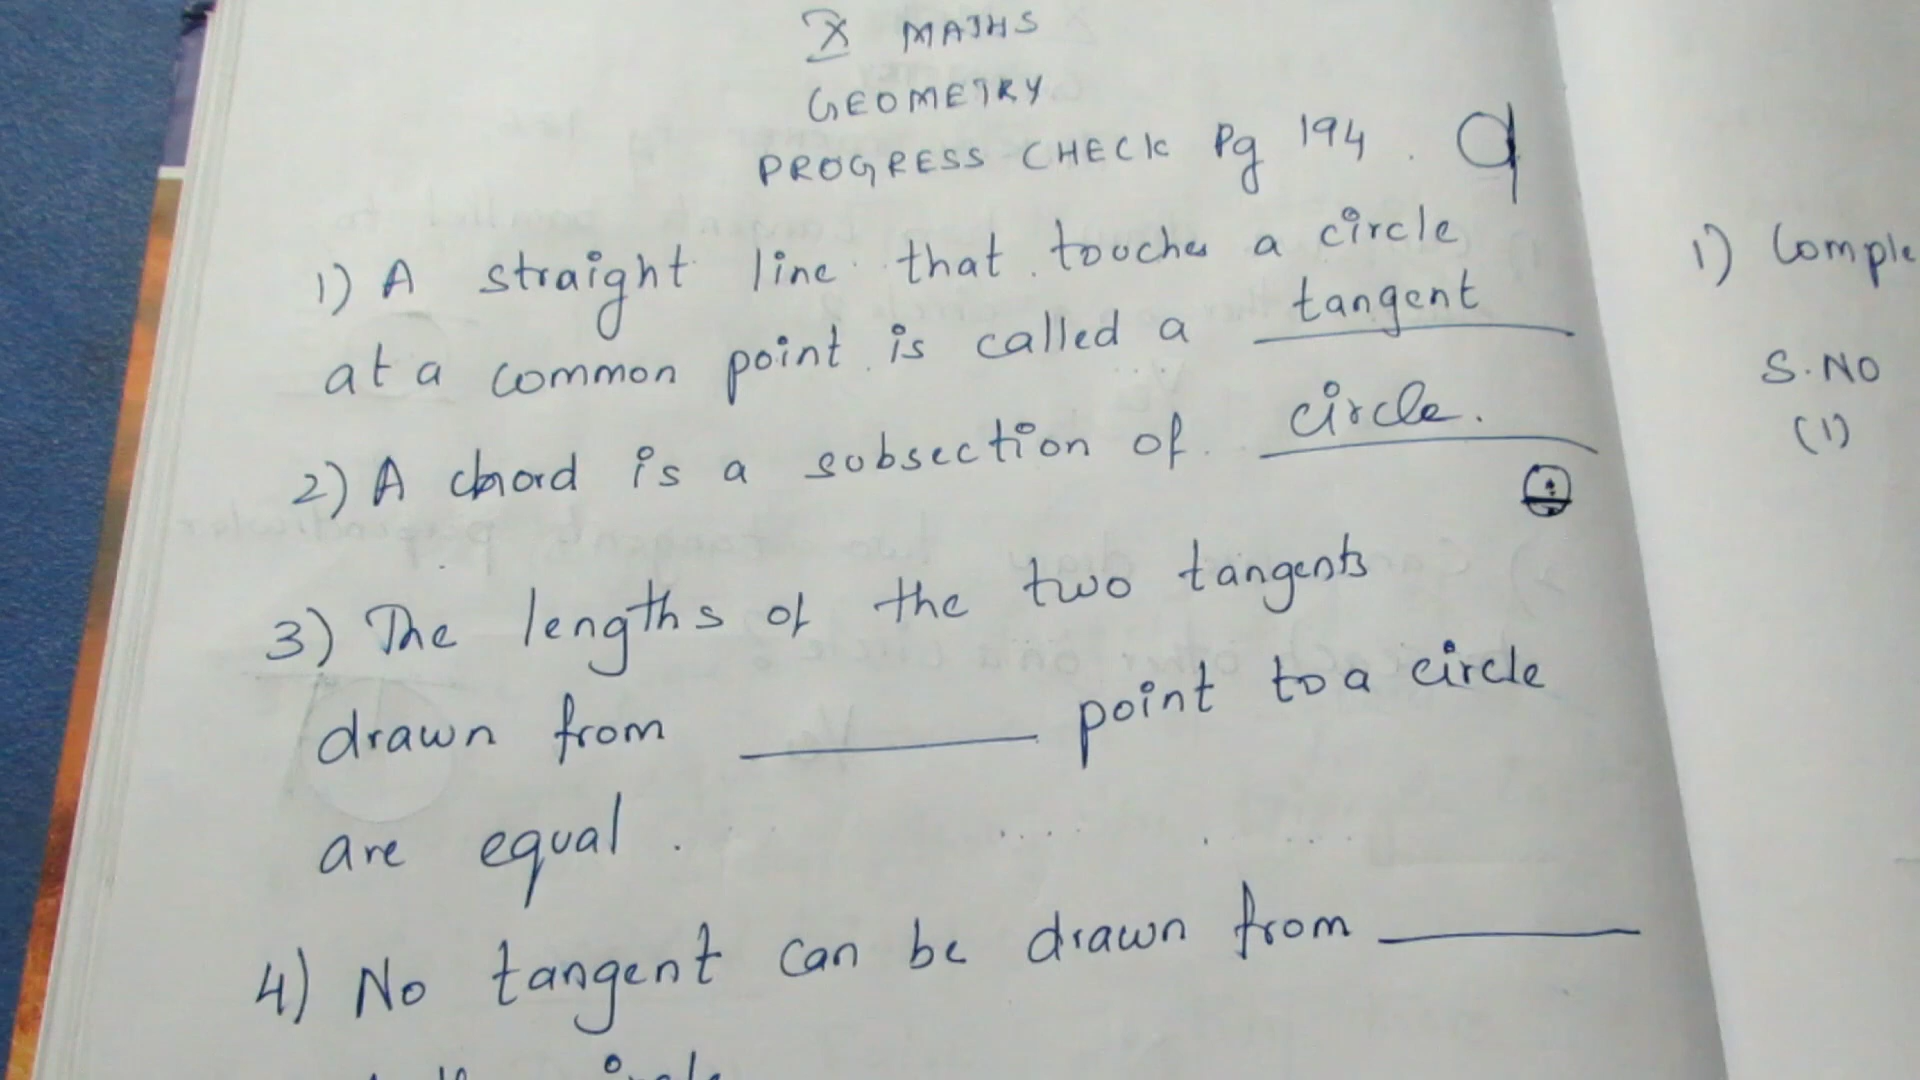 X MATHS
GEOMETRY
PROGRESS CHECK Pg 194.
1) A straight line that touches a circle
at a common point is called a tangent
2) A chord is a subsection of circle.
3) The lengths of the two tangents
drawn from ______ point to a circle
are equal.
4) No tangent can be drawn from ______
1) Comple
S.NO
(1)